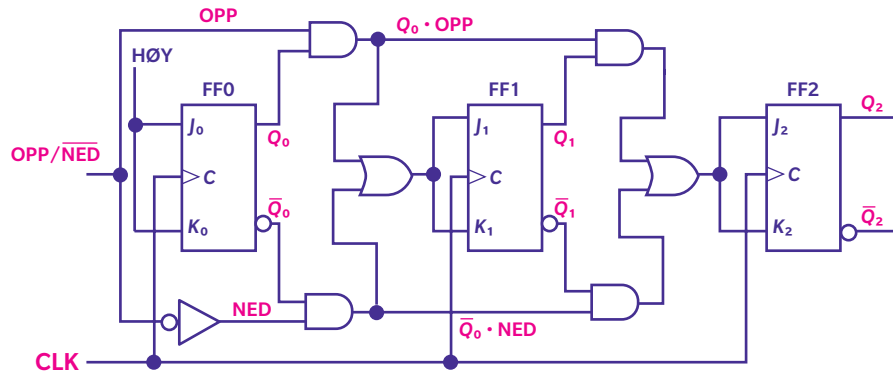 OPP
Q₀ · OPP
HØY
FF0
FF1
FF2
J₀
Q₀
J₁
Q₁
J₂
Q₂
OPP/N̅E̅D̅
C
C
C
Q̅₀
Q̅₁
Q̅₂
K₀
K₁
K₂
NED
Q̅₀ · NED
CLK